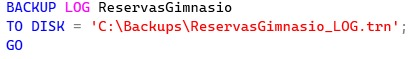 BACKUP LOG ReservasGimnasio
TO DISK = 'C:\Backups\ReservasGimnasio_LOG.trn';
GO